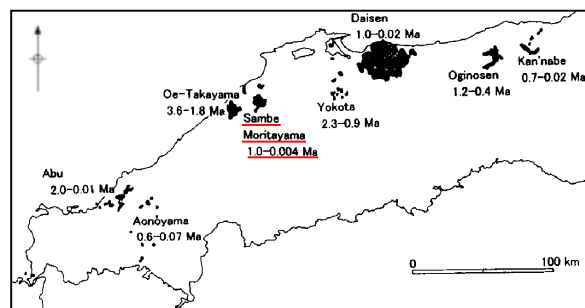 Daisen
1.0-0.02 Ma
Kan'nabe
0.7-0.02 Ma
Oginosen
1.2-0.4 Ma
Oe-Takayama
3.6-1.8 Ma
Sambe
Moritayama
1.0-0.004 Ma
Yokota
2.3-0.9 Ma
Abu
2.0-0.01 Ma
Aonoyama
0.6-0.07 Ma
0
100 km